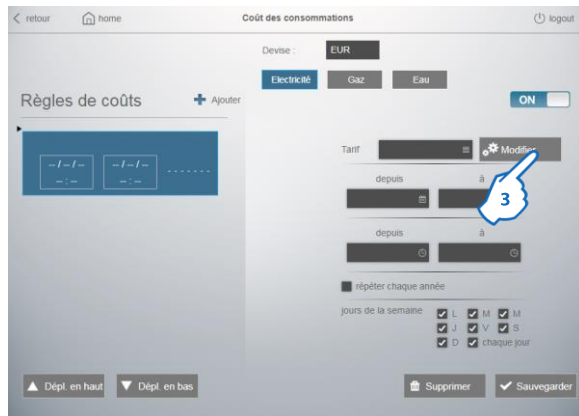 retour home Coût des consommations logout
Devise : EUR
Electricité Gaz Eau
Règles de coûts Ajouter
ON
Tarif Modifier
-- / -- / -- -- / -- / --
-- : -- -- : -- - - - - - - -
depuis à
3
depuis à
répéter chaque année
jours de la semaine L M M
J V S
D chaque jour
Dépl. en haut Dépl. en bas Supprimer Sauvegarder